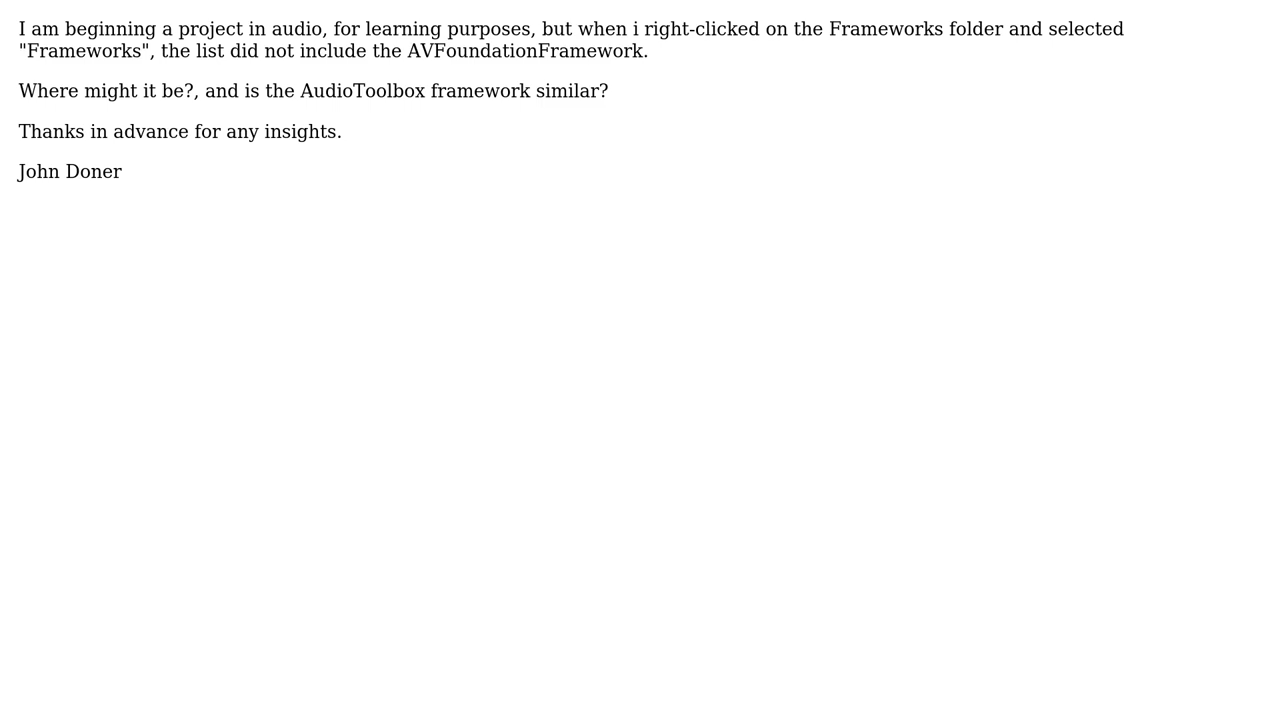 I am beginning a project in audio, for learning purposes, but when i right-clicked on the Frameworks folder and selected
"Frameworks", the list did not include the AVFoundationFramework.
Where might it be?, and is the AudioToolbox framework similar?
Thanks in advance for any insights.
John Doner